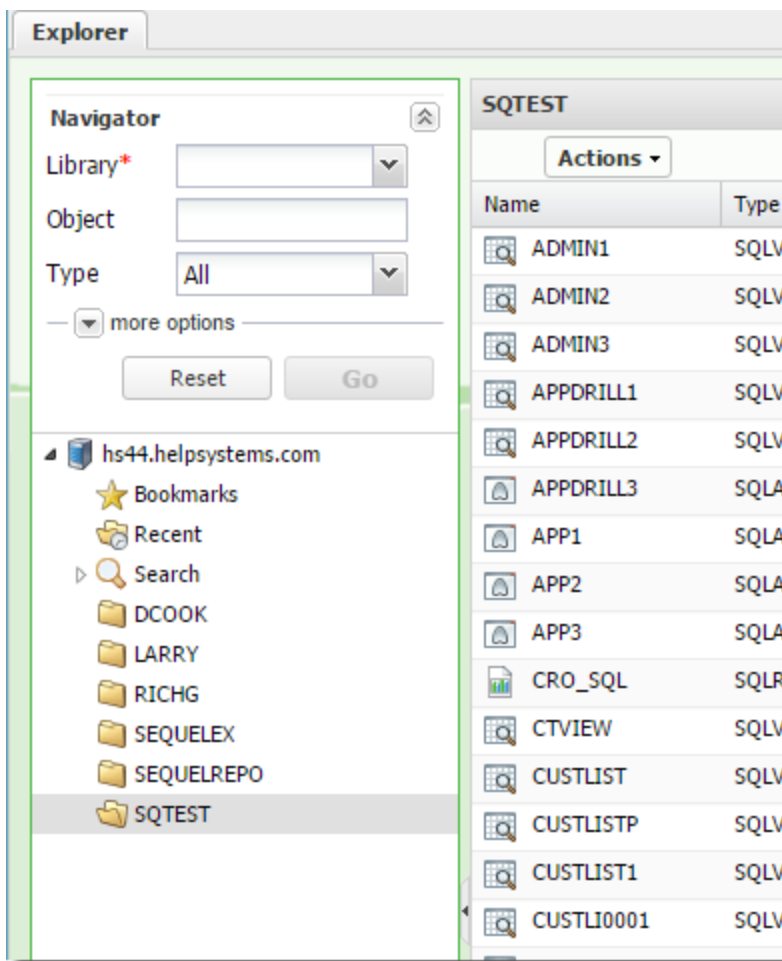 Explorer
Navigator
Library*
Object
Type All
more options
Reset Go
hs44.helpsystems.com
Bookmarks
Recent
Search
DCOOK
LARRY
RICHG
SEQUELEX
SEQUELREPO
SQTEST
SQTEST
Actions
Name Type
ADMIN1 SQLV
ADMIN2 SQLV
ADMIN3 SQLV
APPDRILL1 SQLV
APPDRILL2 SQLV
APPDRILL3 SQLA
APP1 SQLA
APP2 SQLA
APP3 SQLA
CRO_SQL SQLR
CTVIEW SQLV
CUSTLIST SQLV
CUSTLISTP SQLV
CUSTLIST1 SQLV
CUSTLI0001 SQLV